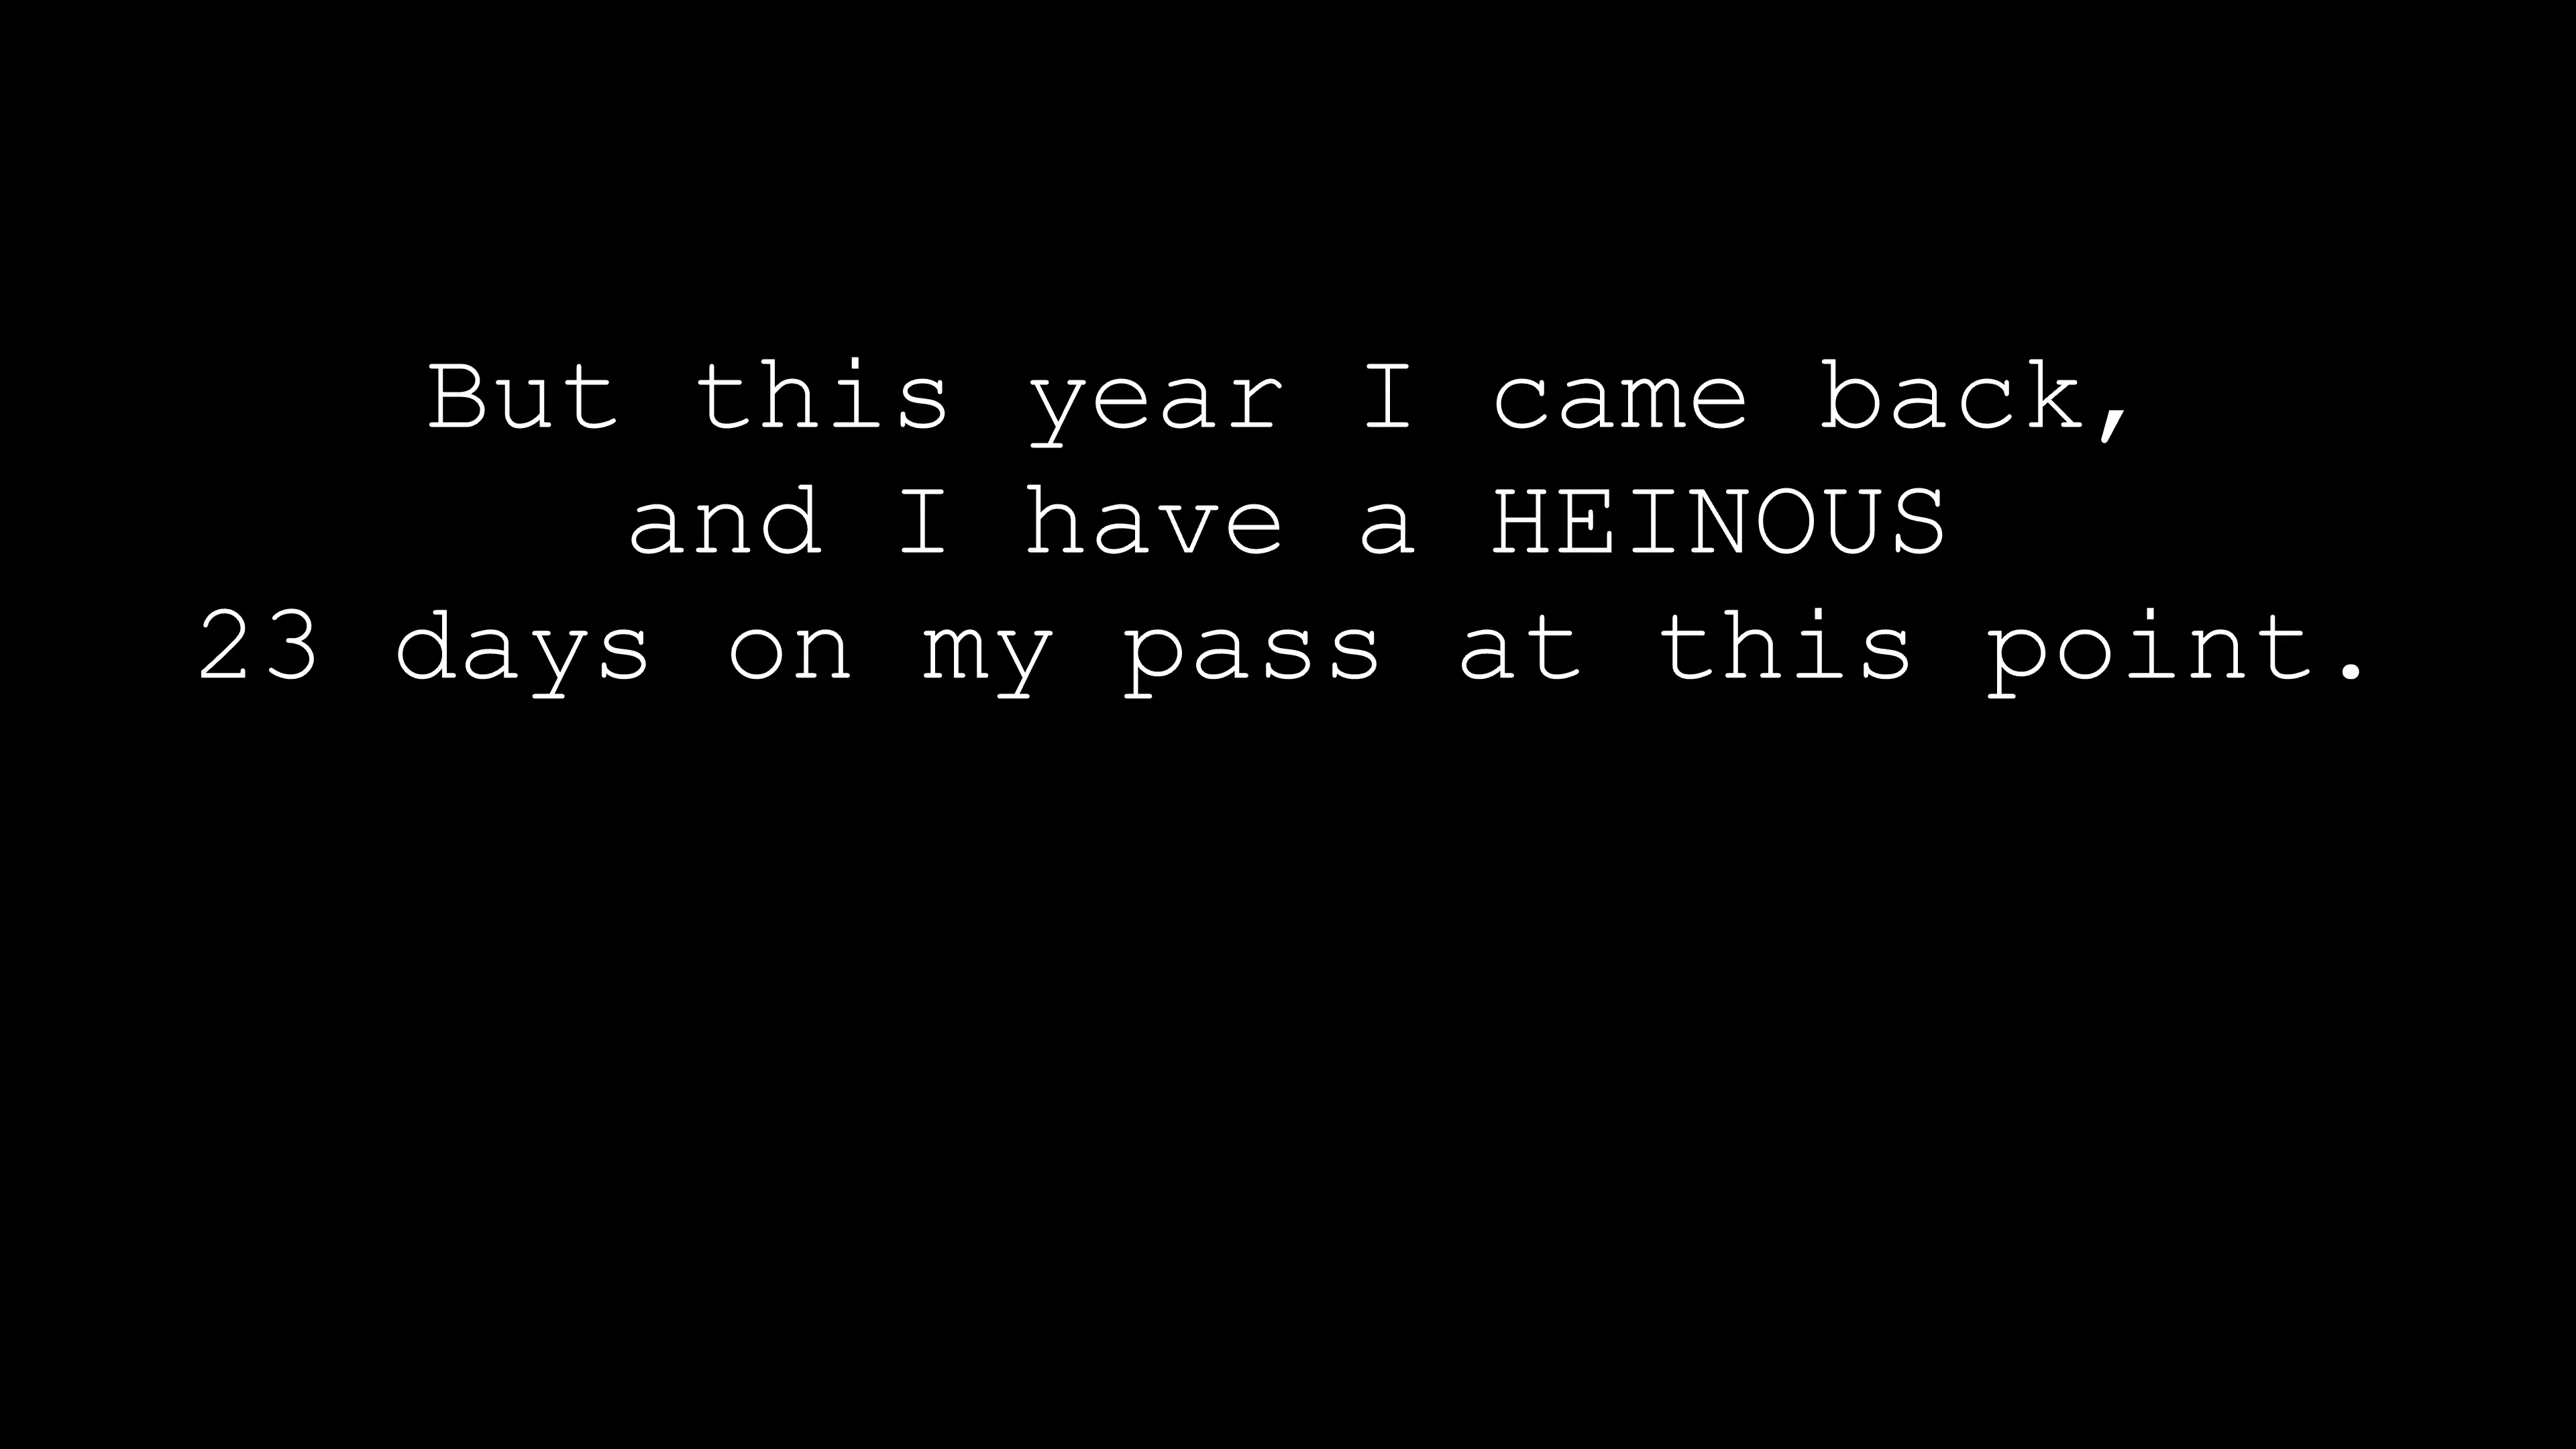 But this year I came back,
and I have a HEINOUS
23 days on my pass at this point.